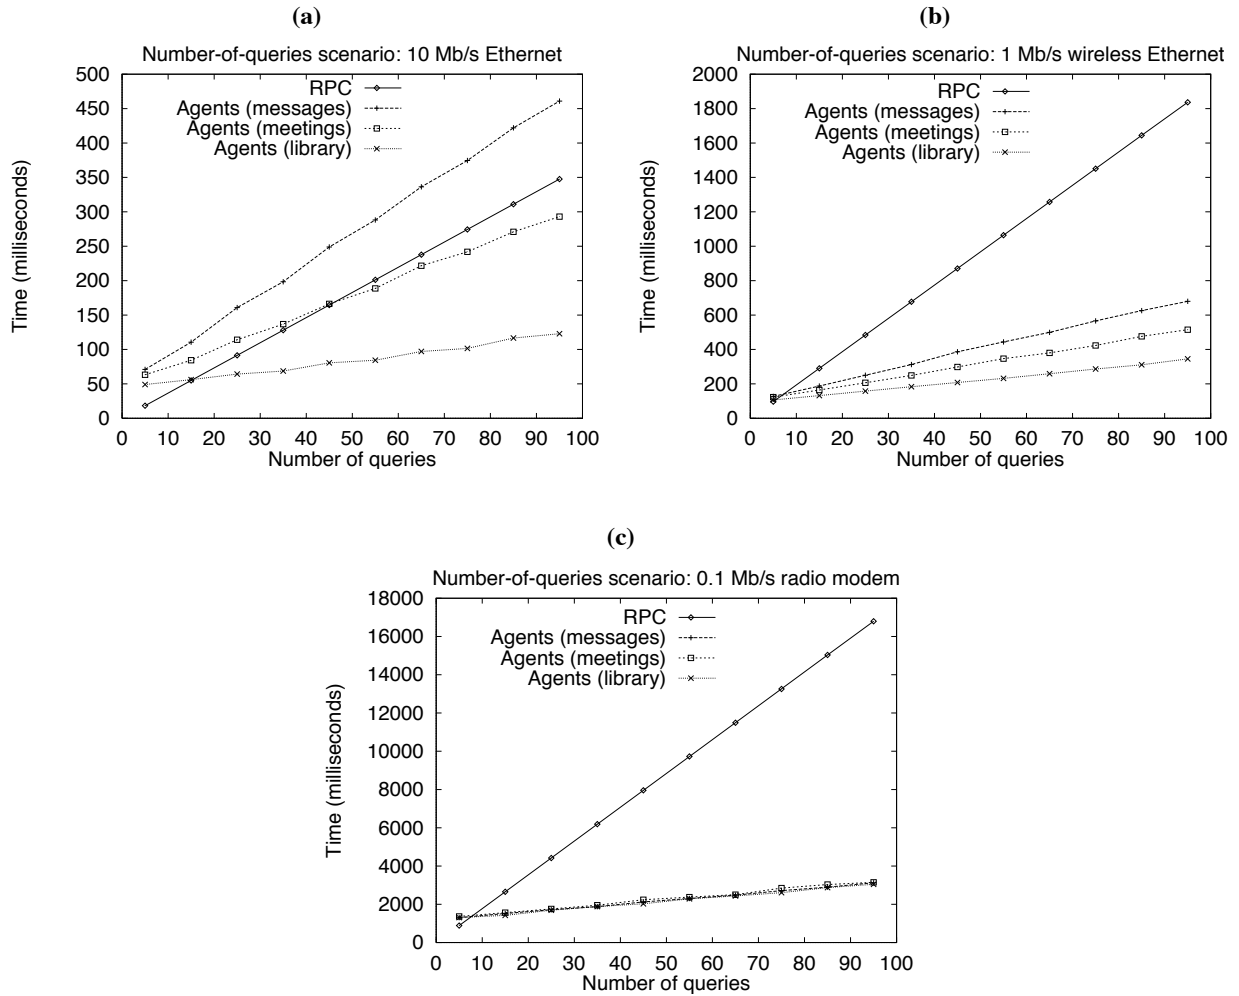 (a)
Number-of-queries scenario: 10 Mb/s Ethernet
500
450
400
350
300
250
200
150
100
50
0
Time (milliseconds)
RPC
Agents (messages)
Agents (meetings)
Agents (library)
0 10 20 30 40 50 60 70 80 90 100
Number of queries
(b)
Number-of-queries scenario: 1 Mb/s wireless Ethernet
2000
1800
1600
1400
1200
1000
800
600
400
200
0
Time (milliseconds)
RPC
Agents (messages)
Agents (meetings)
Agents (library)
0 10 20 30 40 50 60 70 80 90 100
Number of queries
(c)
Number-of-queries scenario: 0.1 Mb/s radio modem
18000
16000
14000
12000
10000
8000
6000
4000
2000
0
Time (milliseconds)
RPC
Agents (messages)
Agents (meetings)
Agents (library)
0 10 20 30 40 50 60 70 80 90 100
Number of queries